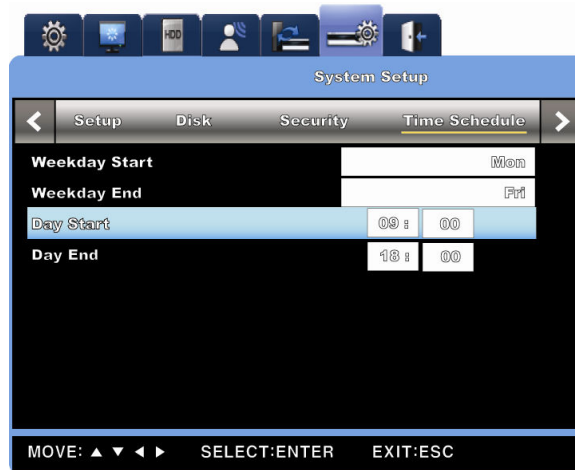 HDD
System Setup
Setup Disk Security Time Schedule
Weekday Start Mon
Weekday End Fri
Day Start 09 : 00
Day End 18 : 00
MOVE: ▲ ▼ ◀ ▶ SELECT:ENTER EXIT:ESC